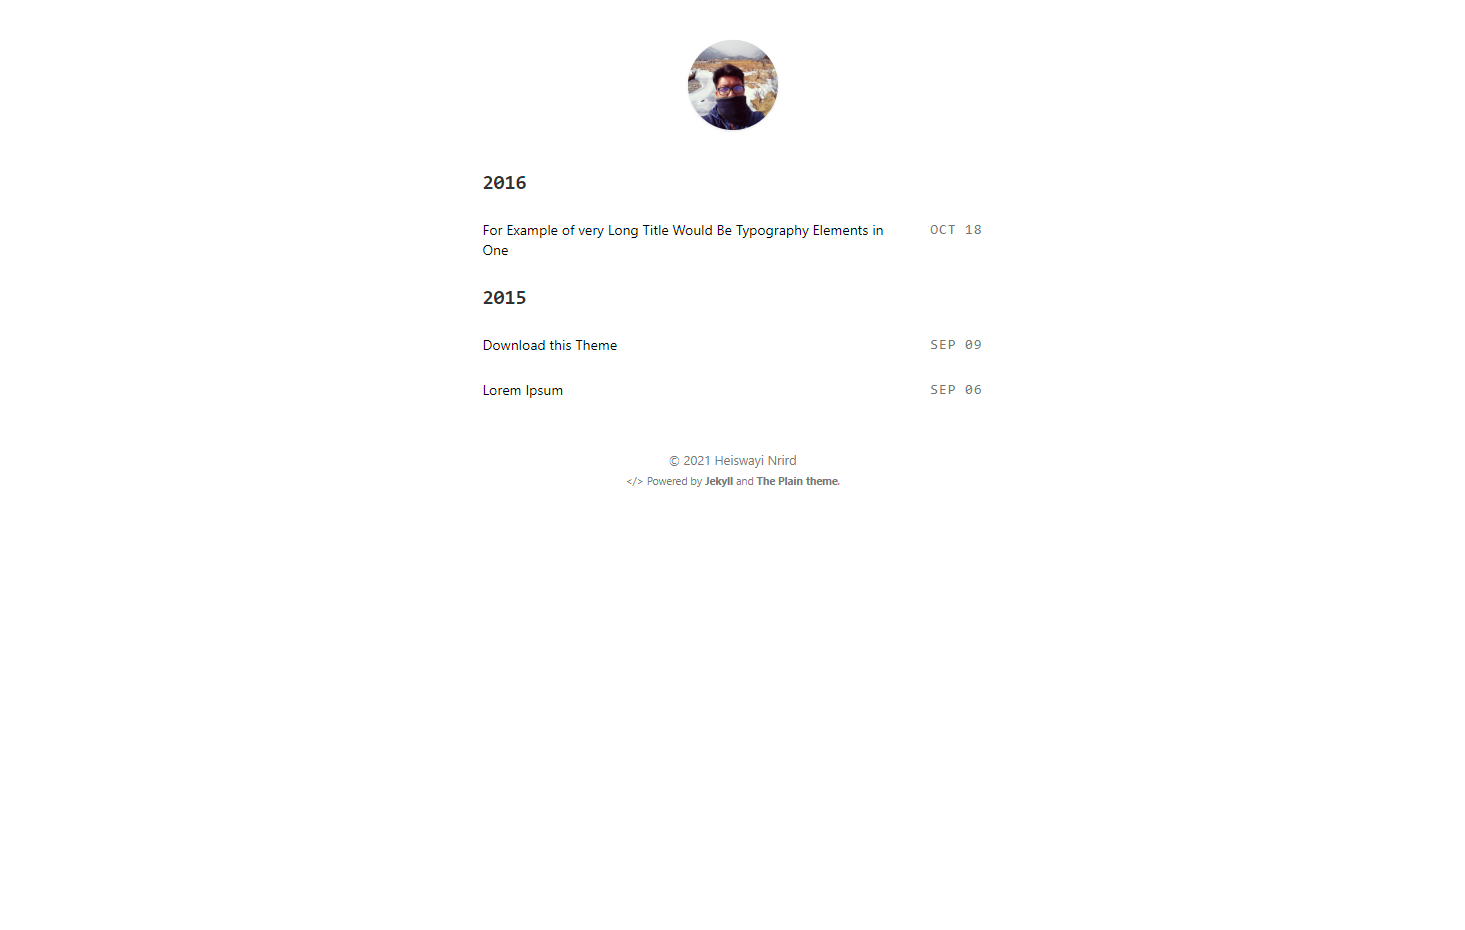 2016
For Example of very Long Title Would Be Typography Elements in OCT 18
One
2015
Download this Theme SEP 09
Lorem Ipsum SEP 06
© 2021 Heiswayi Nrird
</> Powered by Jekyll and The Plain theme.